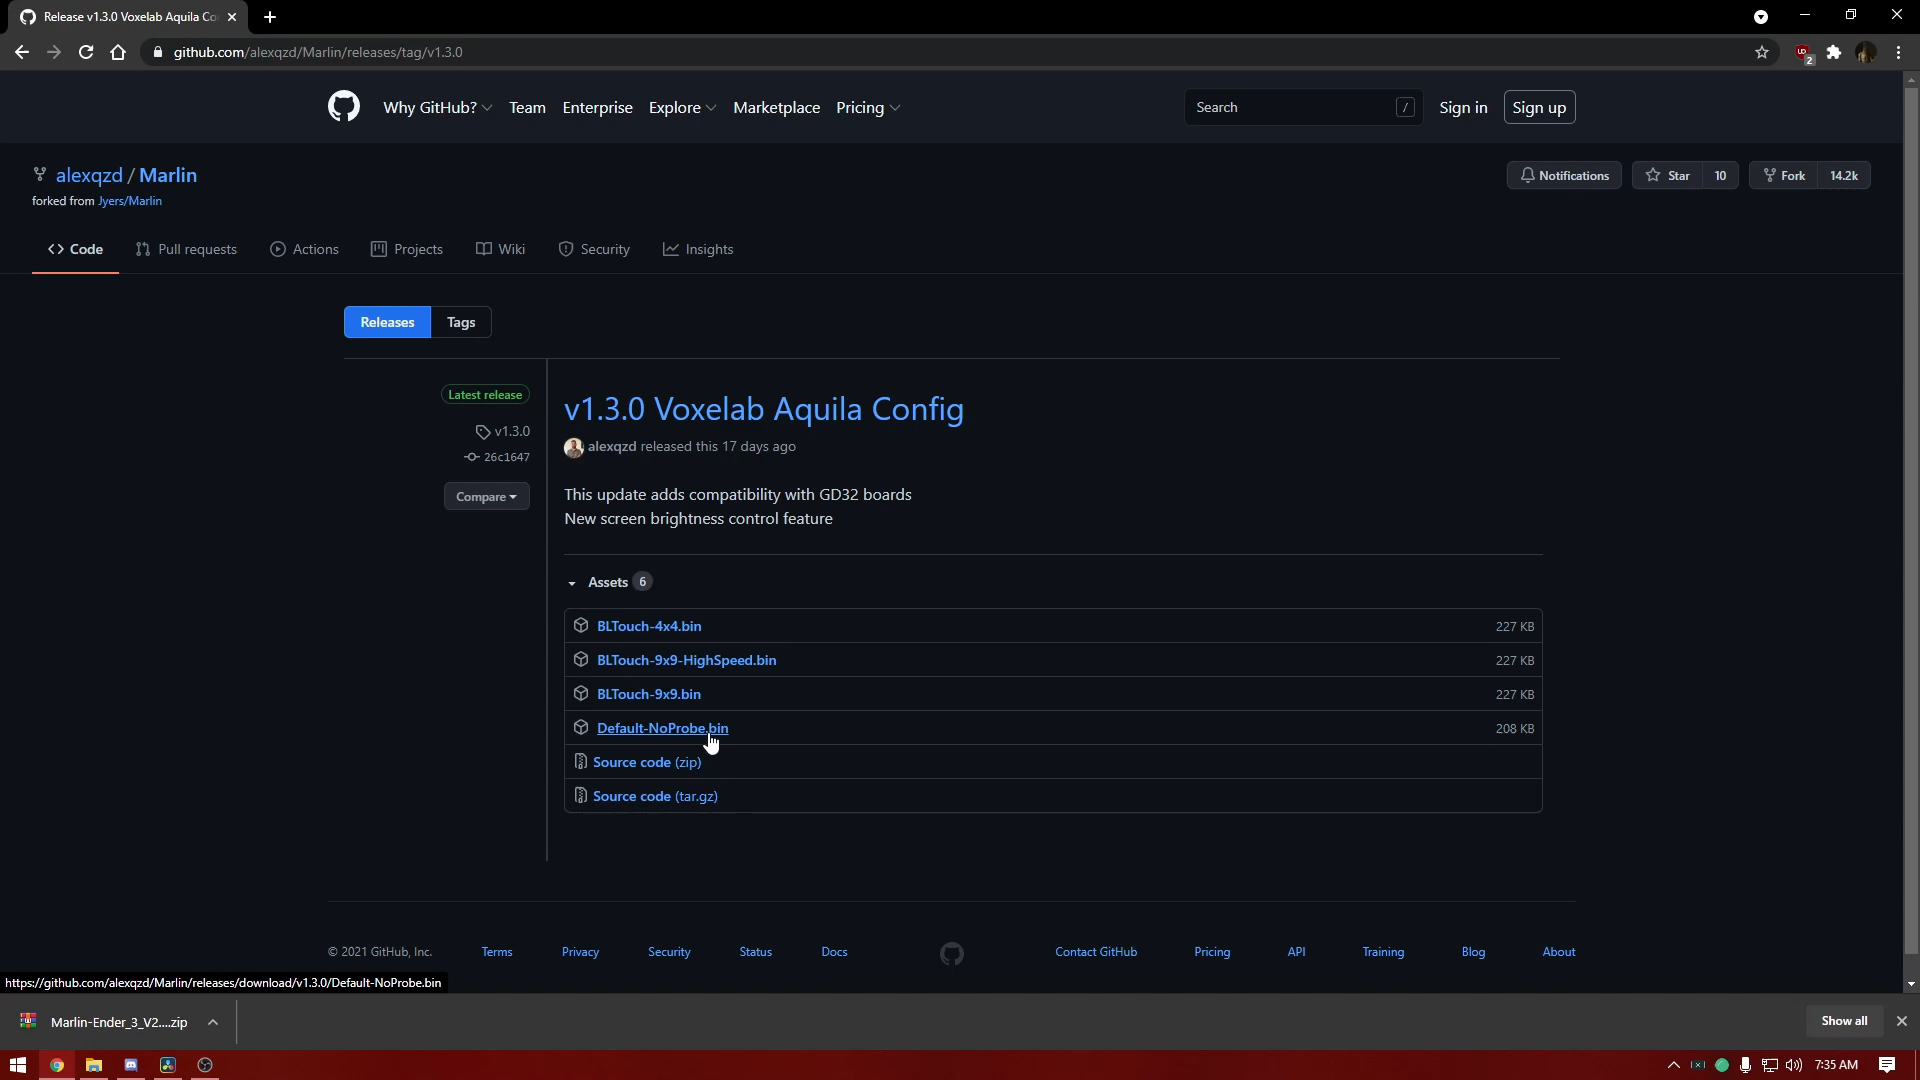 Release v1.3.0 Voxelab Aquila Co
github.com/alexqzd/Marlin/releases/tag/v1.3.0
2
Why GitHub? Team Enterprise Explore Marketplace Pricing Search / Sign in Sign up
alexqzd / Marlin
Notifications Star 10 Fork 14.2k
forked from Jyers/Marlin
<> Code Pull requests Actions Projects Wiki Security Insights
Releases Tags
Latest release
v1.3.0
26c1647
Compare
v1.3.0 Voxelab Aquila Config
alexqzd released this 17 days ago
This update adds compatibility with GD32 boards
New screen brightness control feature
Assets 6
BLTouch-4x4.bin 227 KB
BLTouch-9x9-HighSpeed.bin 227 KB
BLTouch-9x9.bin 227 KB
Default-NoProbe.bin 208 KB
Source code (zip)
Source code (tar.gz)
© 2021 GitHub, Inc. Terms Privacy Security Status Docs Contact GitHub Pricing API Training Blog About
https://github.com/alexqzd/Marlin/releases/download/v1.3.0/Default-NoProbe.bin
Marlin-Ender_3_V2....zip Show all
7:35 AM